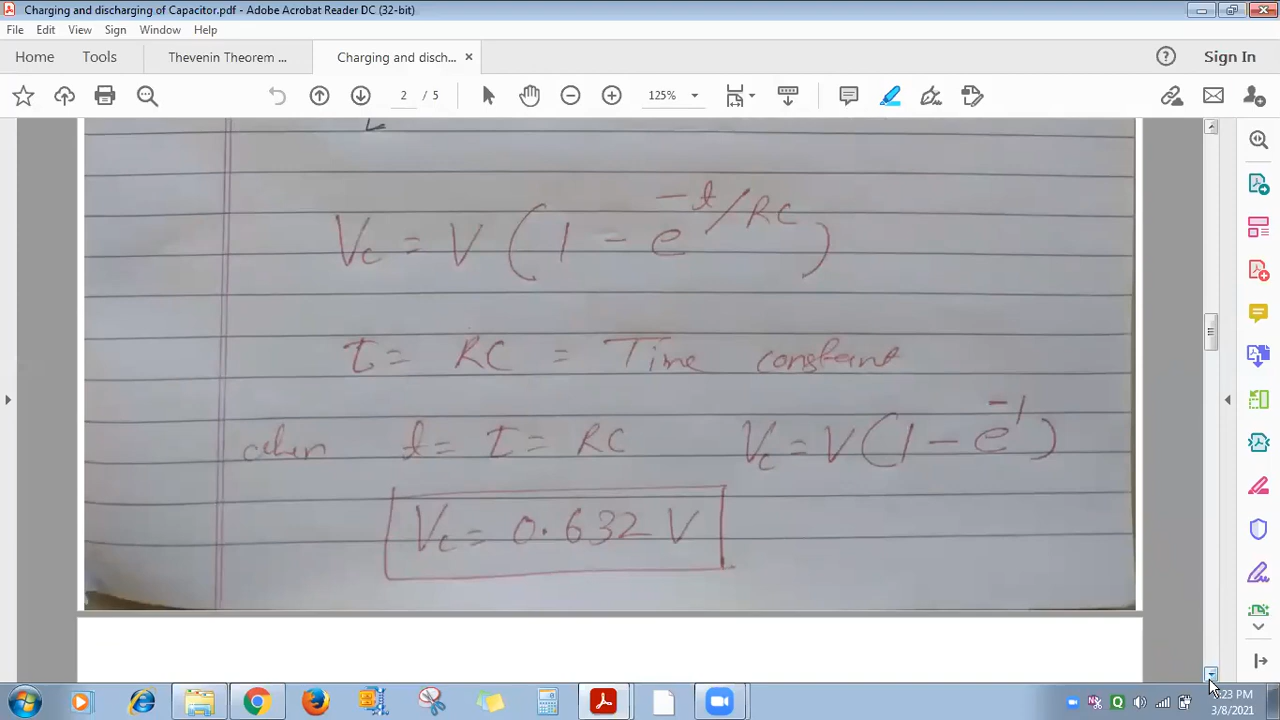 Charging and discharging of Capacitor.pdf - Adobe Acrobat Reader DC (32-bit)
File Edit View Sign Window Help
Home Tools Thevenin Theorem ... Charging and disch... × Sign In
2 / 5 125%
Vc = V ( 1 - e^-t/RC )
τ = RC = Time constant
when t = τ = RC Vc = V ( 1 - e^-1 )
Vc = 0.632 V
:23 PM
3/8/2021